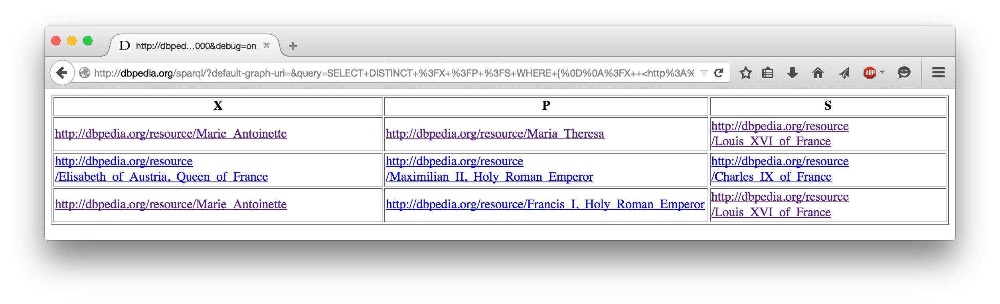 D http://dbped...000&debug=on
http://dbpedia.org/sparql/?default-graph-uri=&query=SELECT+DISTINCT+%3FX+%3FP+%3FS+WHERE+{%0D%0A%3FX++<http%3A% ABP
X P S
http://dbpedia.org/resource/Marie_Antoinette http://dbpedia.org/resource/Maria_Theresa http://dbpedia.org/resource
/Louis_XVI_of_France
http://dbpedia.org/resource http://dbpedia.org/resource http://dbpedia.org/resource
/Elisabeth_of_Austria,_Queen_of_France /Maximilian_II,_Holy_Roman_Emperor /Charles_IX_of_France
http://dbpedia.org/resource/Marie_Antoinette http://dbpedia.org/resource/Francis_I,_Holy_Roman_Emperor http://dbpedia.org/resource
/Louis_XVI_of_France